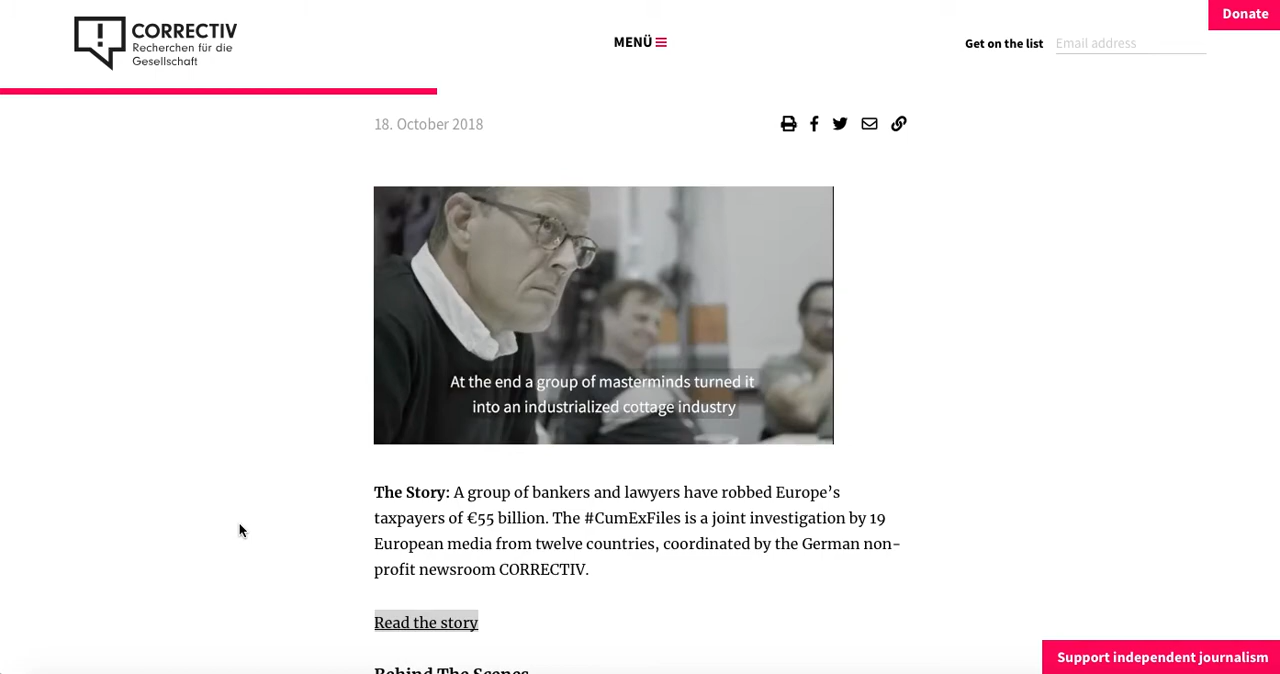 Donate
CORRECTIV
Recherchen für die
Gesellschaft
MENÜ
Get on the list Email address
18. October 2018
At the end a group of masterminds turned it
into an industrialized cottage industry
The Story: A group of bankers and lawyers have robbed Europe’s
taxpayers of €55 billion. The #CumExFiles is a joint investigation by 19
European media from twelve countries, coordinated by the German non-
profit newsroom CORRECTIV.
Read the story
Behind The Scenes
Support independent journalism